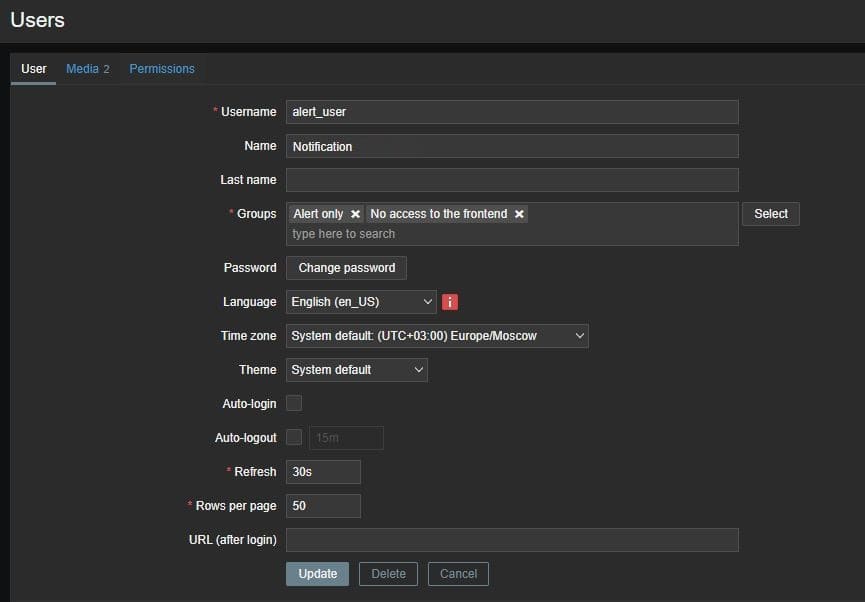 Users
User Media 2 Permissions
* Username alert_user
Name Notification
Last name
* Groups Alert only × No access to the frontend × Select
type here to search
Password Change password
Language English (en_US) i
Time zone System default: (UTC+03:00) Europe/Moscow
Theme System default
Auto-login
Auto-logout 15m
* Refresh 30s
* Rows per page 50
URL (after login)
Update Delete Cancel